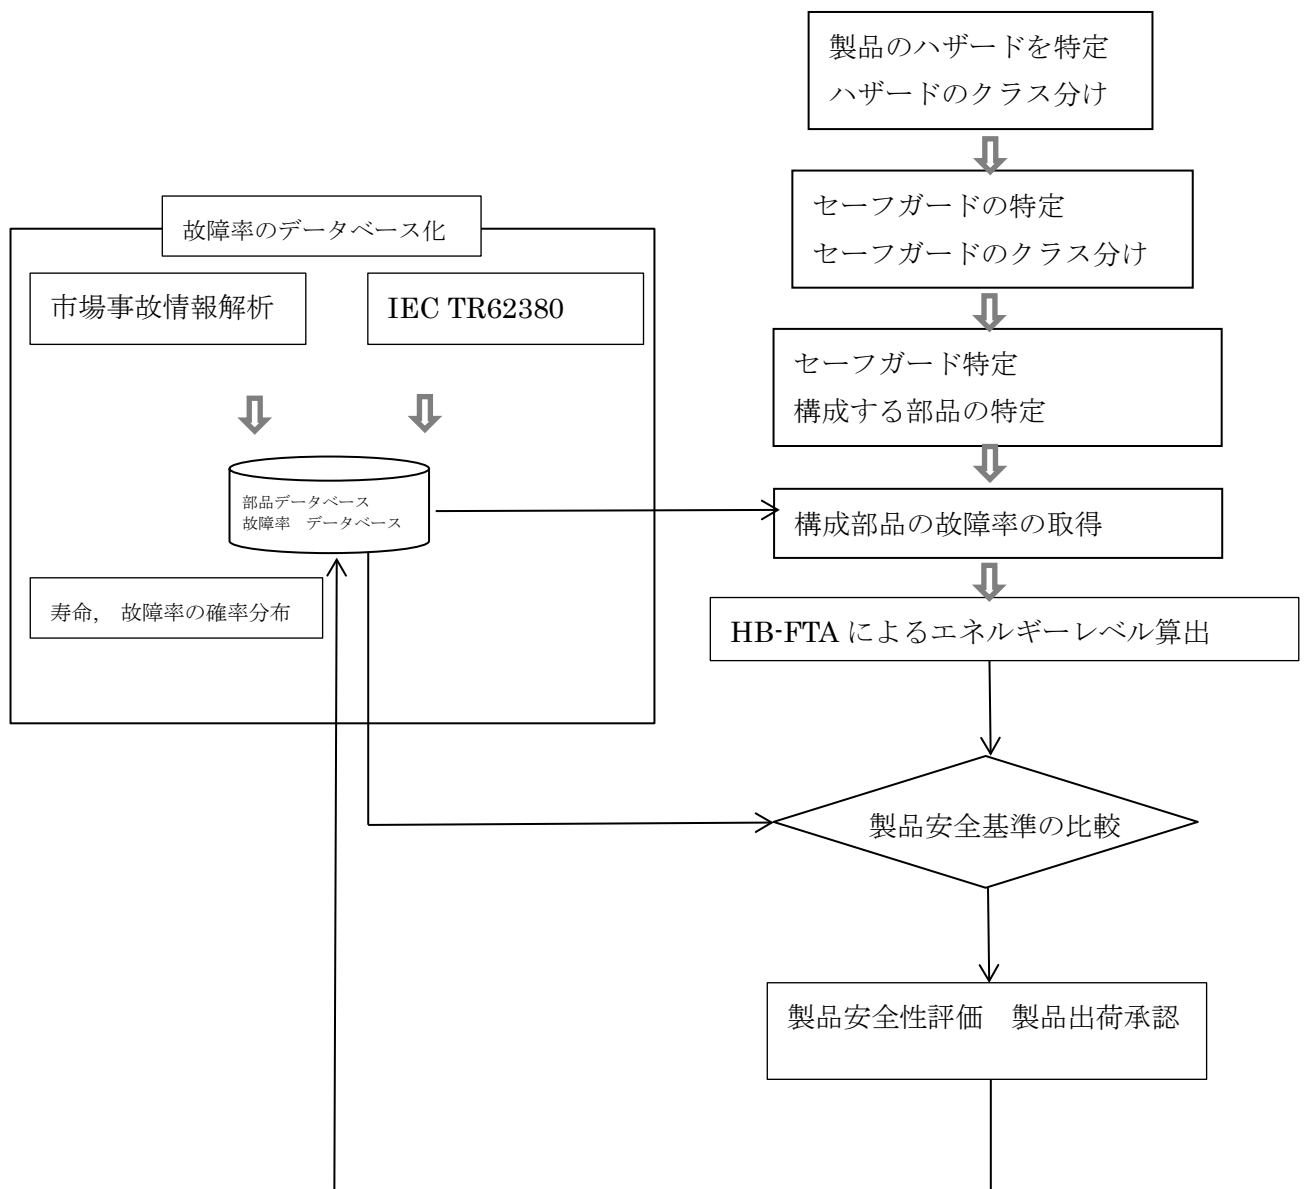 製品のハザードを特定
ハザードのクラス分け
セーフガードの特定
セーフガードのクラス分け
故障率のデータベース化
市場事故情報解析
IEC TR62380
セーフガード特定
構成する部品の特定
部品データベース
故障率　データベース
構成部品の故障率の取得
寿命, 故障率の確率分布
HB-FTA によるエネルギーレベル算出
製品安全基準の比較
製品安全性評価　製品出荷承認